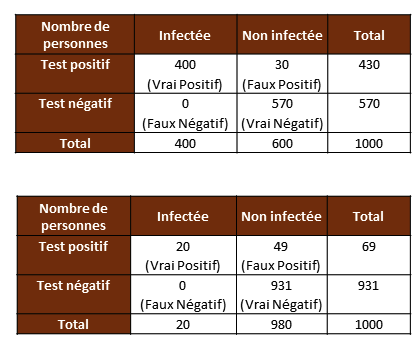 Nombre de personnes Infectée Non infectée Total
Test positif 400 30 430
(Vrai Positif) (Faux Positif)
Test négatif 0 570 570
(Faux Négatif) (Vrai Négatif)
Total 400 600 1000
Nombre de personnes Infectée Non infectée Total
Test positif 20 49 69
(Vrai Positif) (Faux Positif)
Test négatif 0 931 931
(Faux Négatif) (Vrai Négatif)
Total 20 980 1000